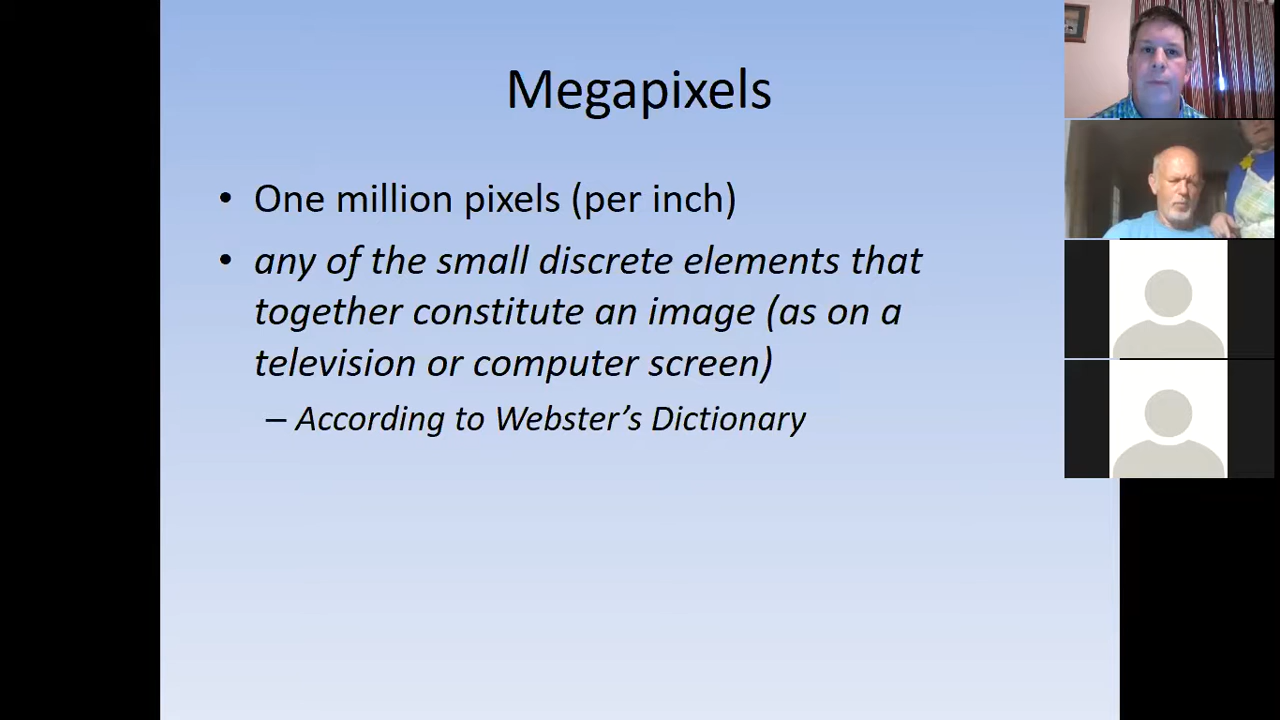 Megapixels
• One million pixels (per inch)
• any of the small discrete elements that
together constitute an image (as on a
television or computer screen)
– According to Webster’s Dictionary